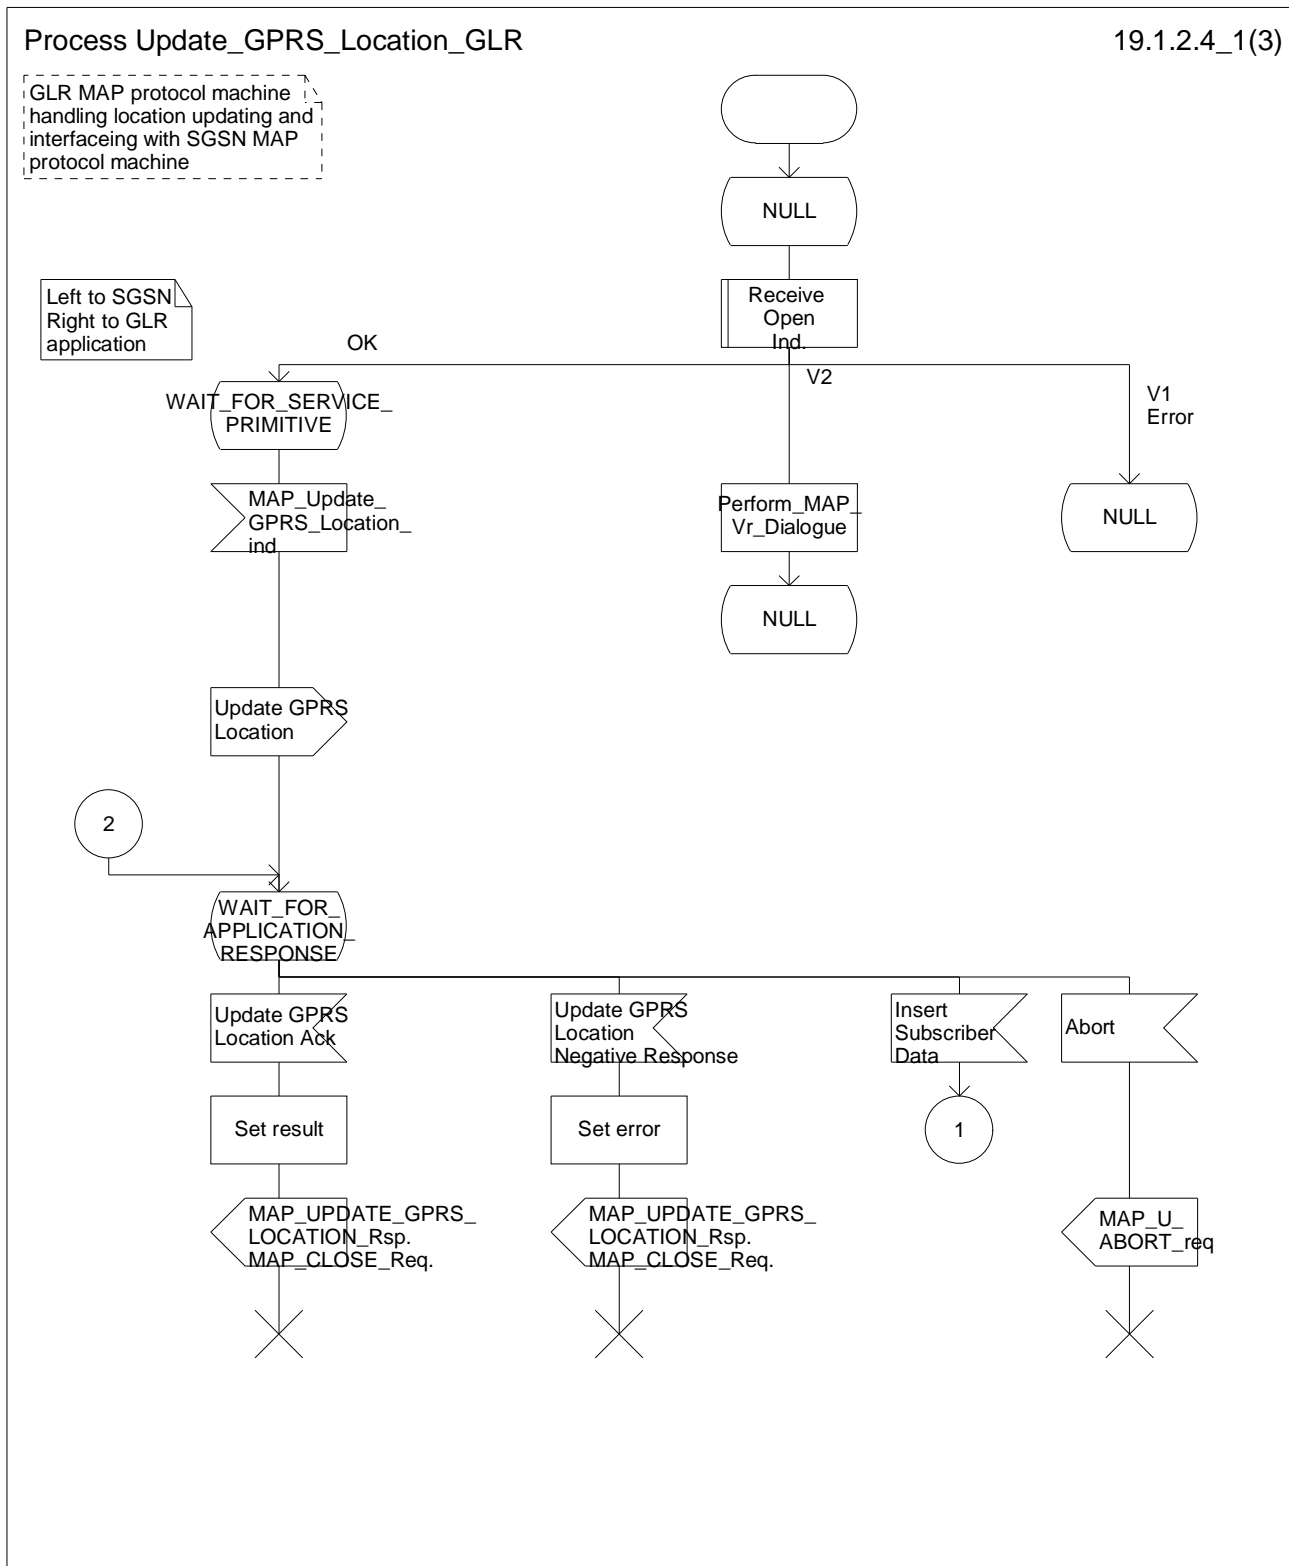 Process Update_GPRS_Location_GLR
19.1.2.4_1(3)
GLR MAP protocol machine
handling location updating and
interfaceing with SGSN MAP
protocol machine
NULL
Left to SGSN
Right to GLR
application
Receive
Open
Ind.
OK
V2
V1
Error
WAIT_FOR_SERVICE_
PRIMITIVE
MAP_Update_
GPRS_Location_
ind
Perform_MAP_
Vr_Dialogue
NULL
NULL
Update GPRS
Location
2
WAIT_FOR_
APPLICATION_
RESPONSE
Update GPRS
Location Ack
Update GPRS
Location
Negative Response
Insert
Subscriber
Data
Abort
Set result
Set error
1
MAP_UPDATE_GPRS_
LOCATION_Rsp.
MAP_CLOSE_Req.
MAP_UPDATE_GPRS_
LOCATION_Rsp.
MAP_CLOSE_Req.
MAP_U_
ABORT_req